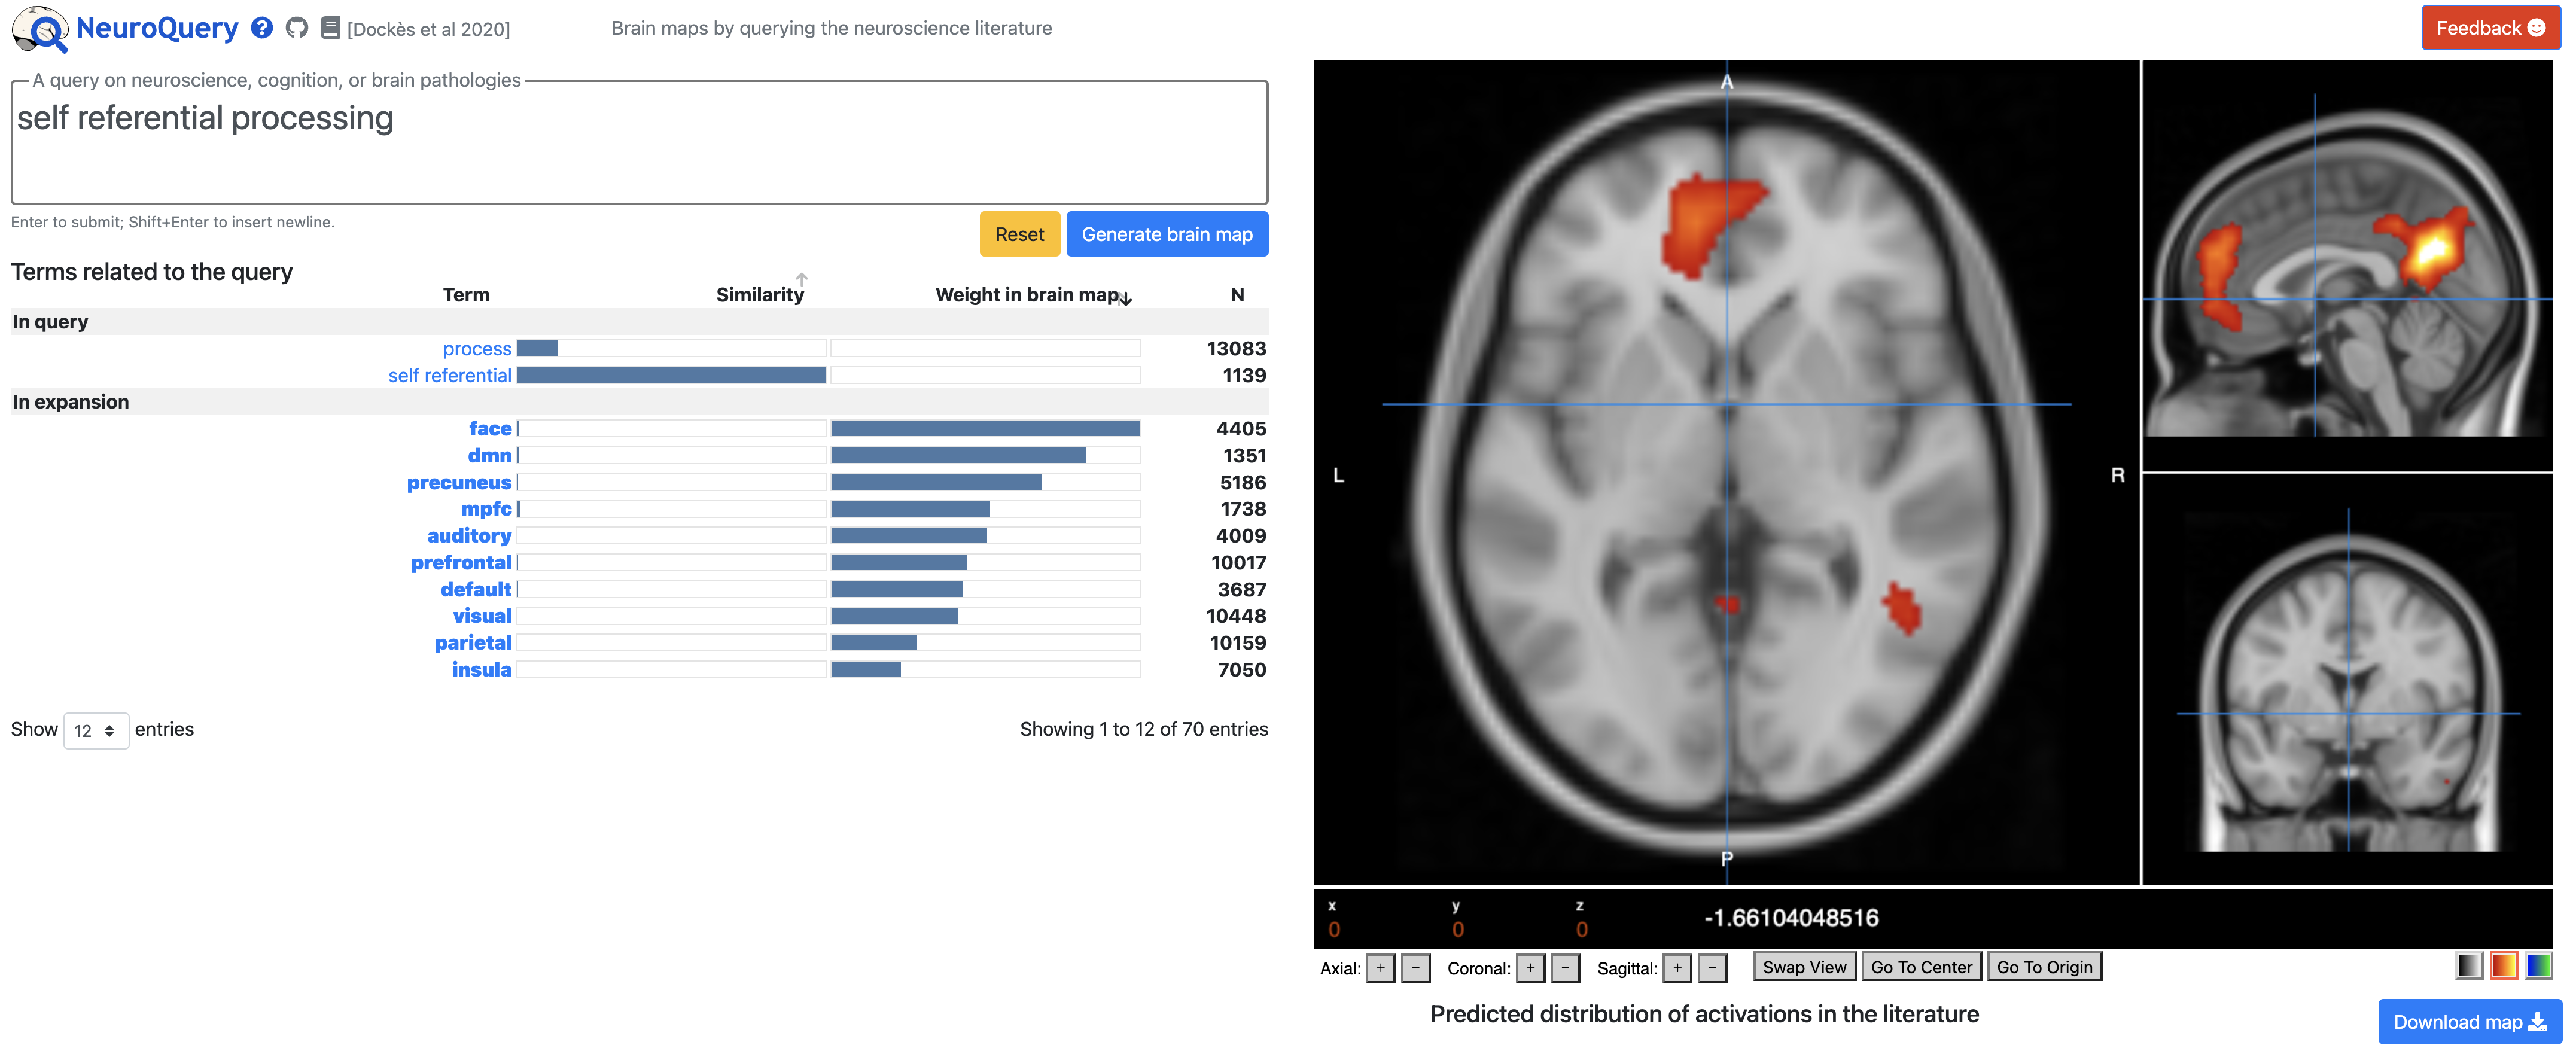 NeuroQuery ? [Dockès et al 2020]
Brain maps by querying the neuroscience literature
Feedback
A query on neuroscience, cognition, or brain pathologies
self referential processing
Enter to submit; Shift+Enter to insert newline.
Reset
Generate brain map
Terms related to the query
Term Similarity Weight in brain map N
In query
process 13083
self referential 1139
In expansion
face 4405
dmn 1351
precuneus 5186
mpfc 1738
auditory 4009
prefrontal 10017
default 3687
visual 10448
parietal 10159
insula 7050
Show 12 entries
Showing 1 to 12 of 70 entries
A
L
R
P
x y z
0 0 0
-1.66104048516
Axial: + - Coronal: + - Sagittal: + - Swap View Go To Center Go To Origin
Predicted distribution of activations in the literature
Download map